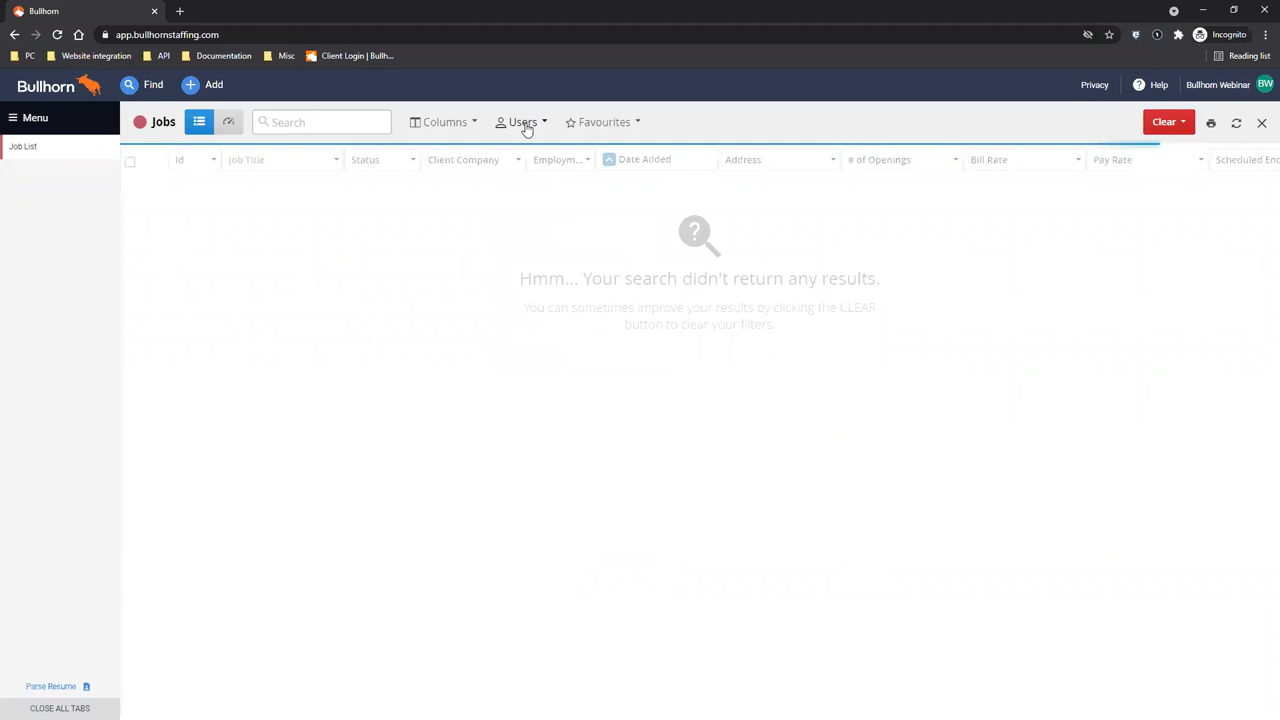 Bullhorn
Incognito
app.bullhornstaffing.com
PC
Website integration
API
Documentation
Misc
Client Login | Bullh...
Reading list
Bullhorn
Find
Add
Privacy
Help
Bullhorn Webinar
BW
Menu
Jobs
Search
Columns
Users
Favourites
Clear
Job List
Id
Job Title
Status
Client Company
Employm...
Date Added
Address
# of Openings
Bill Rate
Pay Rate
Scheduled End
Hmm... Your search didn't return any results.
You can sometimes improve your results by clicking the CLEAR
button to clear your filters.
Parse Resume
CLOSE ALL TABS